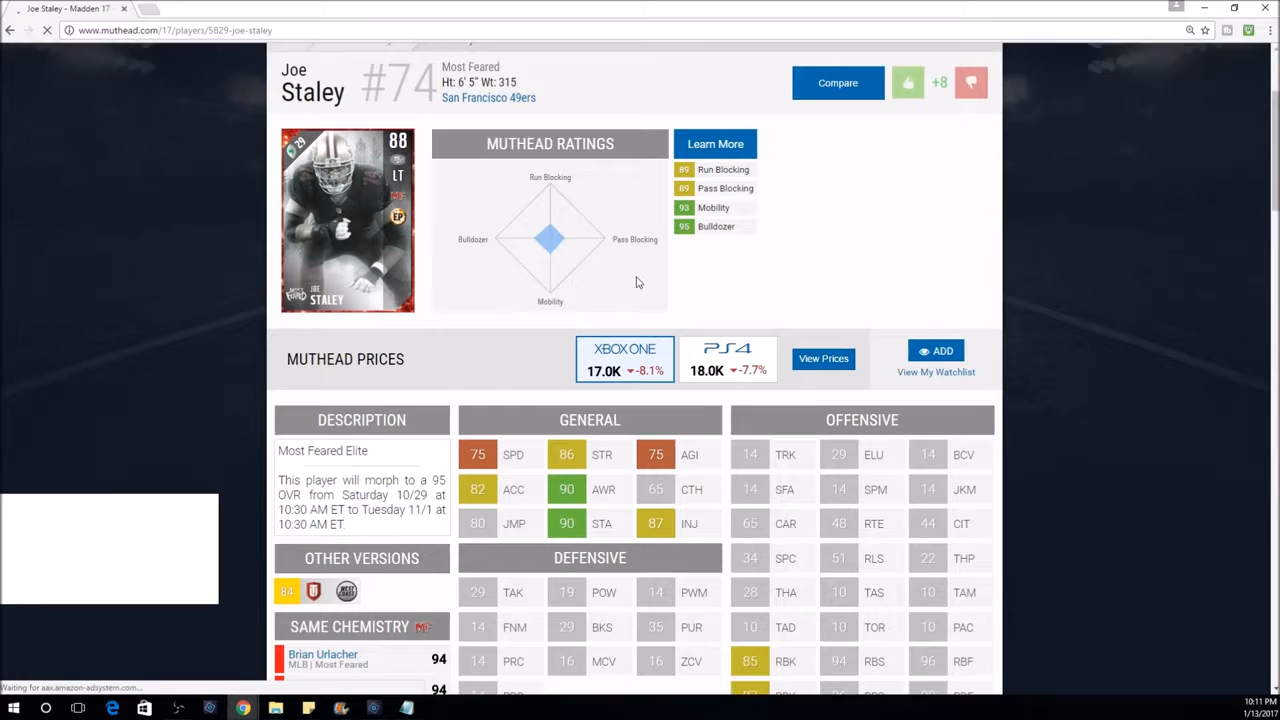 Joe Staley - Madden 17 -
www.muthead.com/17/players/5829-joe-staley
Joe
Staley
#74
Most Feared
Ht: 6' 5" Wt: 315
San Francisco 49ers
Compare
+8
29
88
LT
MF
EP
MOST FEARED
JOE
STALEY
MUTHEAD RATINGS
Run Blocking
Bulldozer
Pass Blocking
Mobility
Learn More
89 Run Blocking
89 Pass Blocking
93 Mobility
95 Bulldozer
MUTHEAD PRICES
XBOX ONE
17.0K -8.1%
PS4
18.0K -7.7%
View Prices
ADD
View My Watchlist
DESCRIPTION
Most Feared Elite
This player will morph to a 95
OVR from Saturday 10/29 at
10:30 AM ET to Tuesday 11/1 at
10:30 AM ET.
OTHER VERSIONS
84
SAME CHEMISTRY MF
Brian Urlacher
MLB | Most Feared
94
94
GENERAL
75 SPD 86 STR 75 AGI
82 ACC 90 AWR 65 CTH
80 JMP 90 STA 87 INJ
DEFENSIVE
29 TAK 19 POW 14 PWM
14 FNM 29 BKS 35 PUR
14 PRC 16 MCV 16 ZCV
OFFENSIVE
14 TRK 29 ELU 14 BCV
14 SFA 14 SPM 14 JKM
65 CAR 48 RTE 44 CIT
34 SPC 51 RLS 22 THP
28 THA 10 TAS 10 TAM
10 TAD 10 TOR 10 PAC
85 RBK 94 RBS 96 RBF
Waiting for aax.amazon-adsystem.com...
10:11 PM
1/13/2017